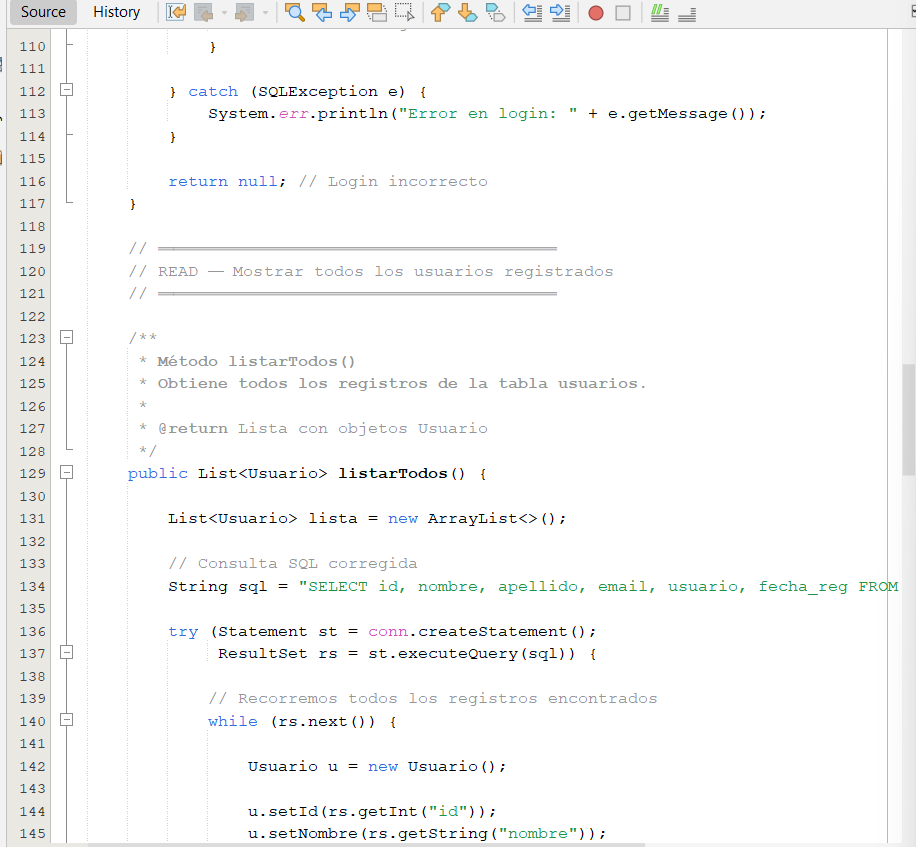 Source History
110 }
111
112 } catch (SQLException e) {
113 System.err.println("Error en login: " + e.getMessage());
114 }
115
116 return null; // Login incorrecto
117 }
118
119 // ════════════════════════════════════════
120 // READ — Mostrar todos los usuarios registrados
121 // ════════════════════════════════════════
122
123 /**
124 * Método listarTodos()
125 * Obtiene todos los registros de la tabla usuarios.
126 *
127 * @return Lista con objetos Usuario
128 */
129 public List<Usuario> listarTodos() {
130
131 List<Usuario> lista = new ArrayList<>();
132
133 // Consulta SQL corregida
134 String sql = "SELECT id, nombre, apellido, email, usuario, fecha_reg FROM
135
136 try (Statement st = conn.createStatement();
137 ResultSet rs = st.executeQuery(sql)) {
138
139 // Recorremos todos los registros encontrados
140 while (rs.next()) {
141
142 Usuario u = new Usuario();
143
144 u.setId(rs.getInt("id"));
145 u.setNombre(rs.getString("nombre"));